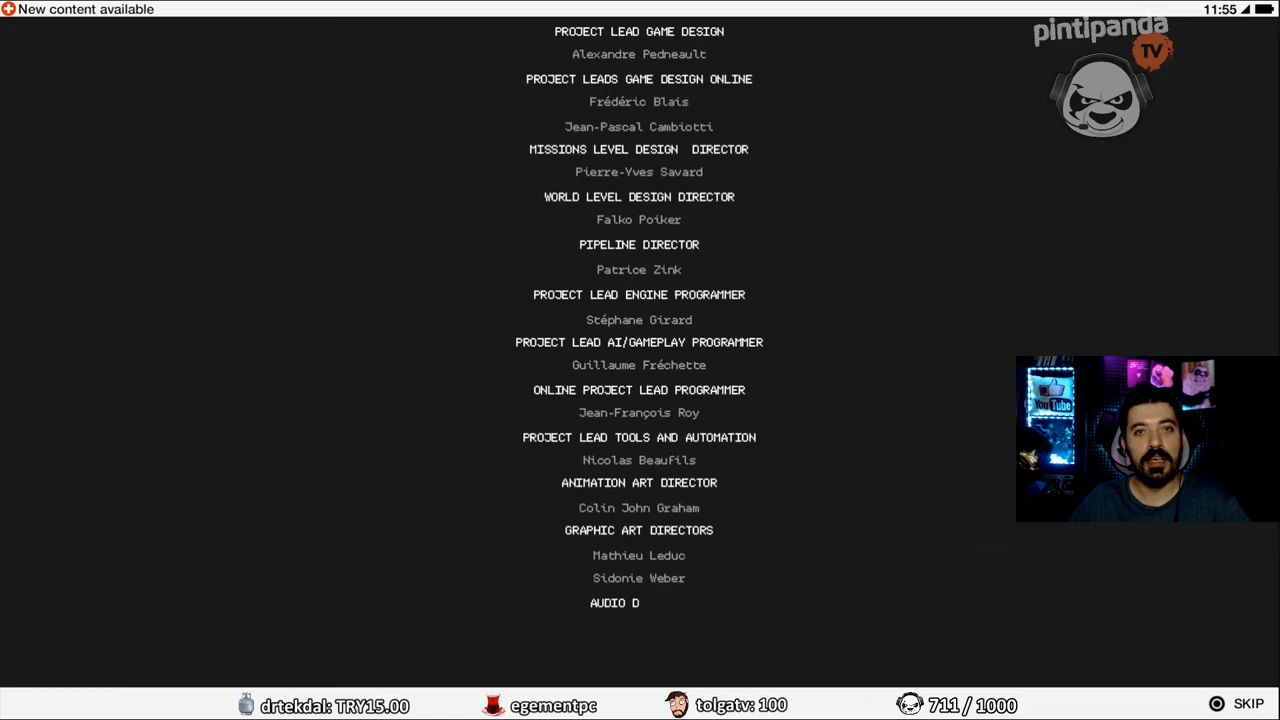 New content available
11:55
pintipanda
TV
PROJECT LEAD GAME DESIGN
Alexandre Pedneault
PROJECT LEADS GAME DESIGN ONLINE
Frédéric Blais
Jean-Pascal Cambiotti
MISSIONS LEVEL DESIGN DIRECTOR
Pierre-Yves Savard
WORLD LEVEL DESIGN DIRECTOR
Falko Poiker
PIPELINE DIRECTOR
Patrice Zink
PROJECT LEAD ENGINE PROGRAMMER
Stéphane Girard
PROJECT LEAD AI/GAMEPLAY PROGRAMMER
Guillaume Fréchette
ONLINE PROJECT LEAD PROGRAMMER
Jean-François Roy
PROJECT LEAD TOOLS AND AUTOMATION
Nicolas Beaufils
ANIMATION ART DIRECTOR
Colin John Graham
GRAPHIC ART DIRECTORS
Mathieu Leduc
Sidonie Weber
AUDIO D
YouTube
drtekdal: TRY15.00
egementpc
tolgatv: 100
711 / 1000
SKIP